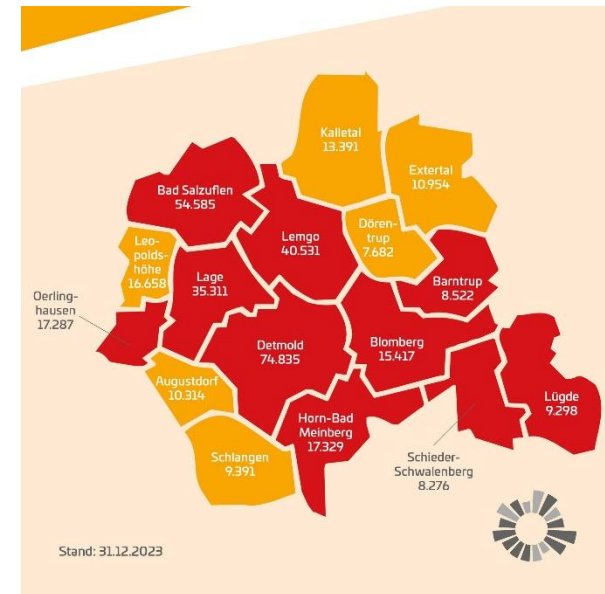 Kalletal
13.391
Extertal
10.954
Bad Salzuflen
54.585
Lemgo
40.531
Dören-
trup
7.682
Leo-
polds-
höhe
16.658
Lage
35.311
Barntrup
8.522
Oerling-
hausen
17.287
Detmold
74.835
Blomberg
15.417
Augustdorf
10.314
Lügde
9.298
Horn-Bad
Meinberg
17.329
Schlangen
9.391
Schieder-
Schwalenberg
8.276
Stand: 31.12.2023